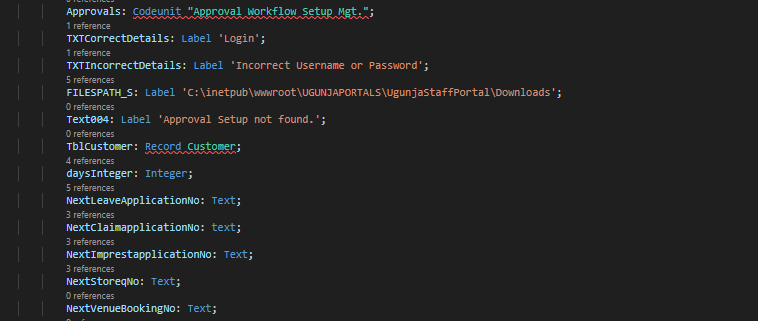 0 references
Approvals: Codeunit "Approval Workflow Setup Mgt.";
1 reference
TXTCorrectDetails: Label 'Login';
1 reference
TXTIncorrectDetails: Label 'Incorrect Username or Password';
5 references
FILESPATH_S: Label 'C:\inetpub\wwwroot\UGUNJAPORTALS\UgunjaStaffPortal\Downloads';
0 references
Text004: Label 'Approval Setup not found.';
0 references
TblCustomer: Record Customer;
4 references
daysInteger: Integer;
5 references
NextLeaveApplicationNo: Text;
3 references
NextClaimapplicationNo: text;
3 references
NextImprestapplicationNo: Text;
3 references
NextStoreqNo: Text;
0 references
NextVenueBookingNo: Text;